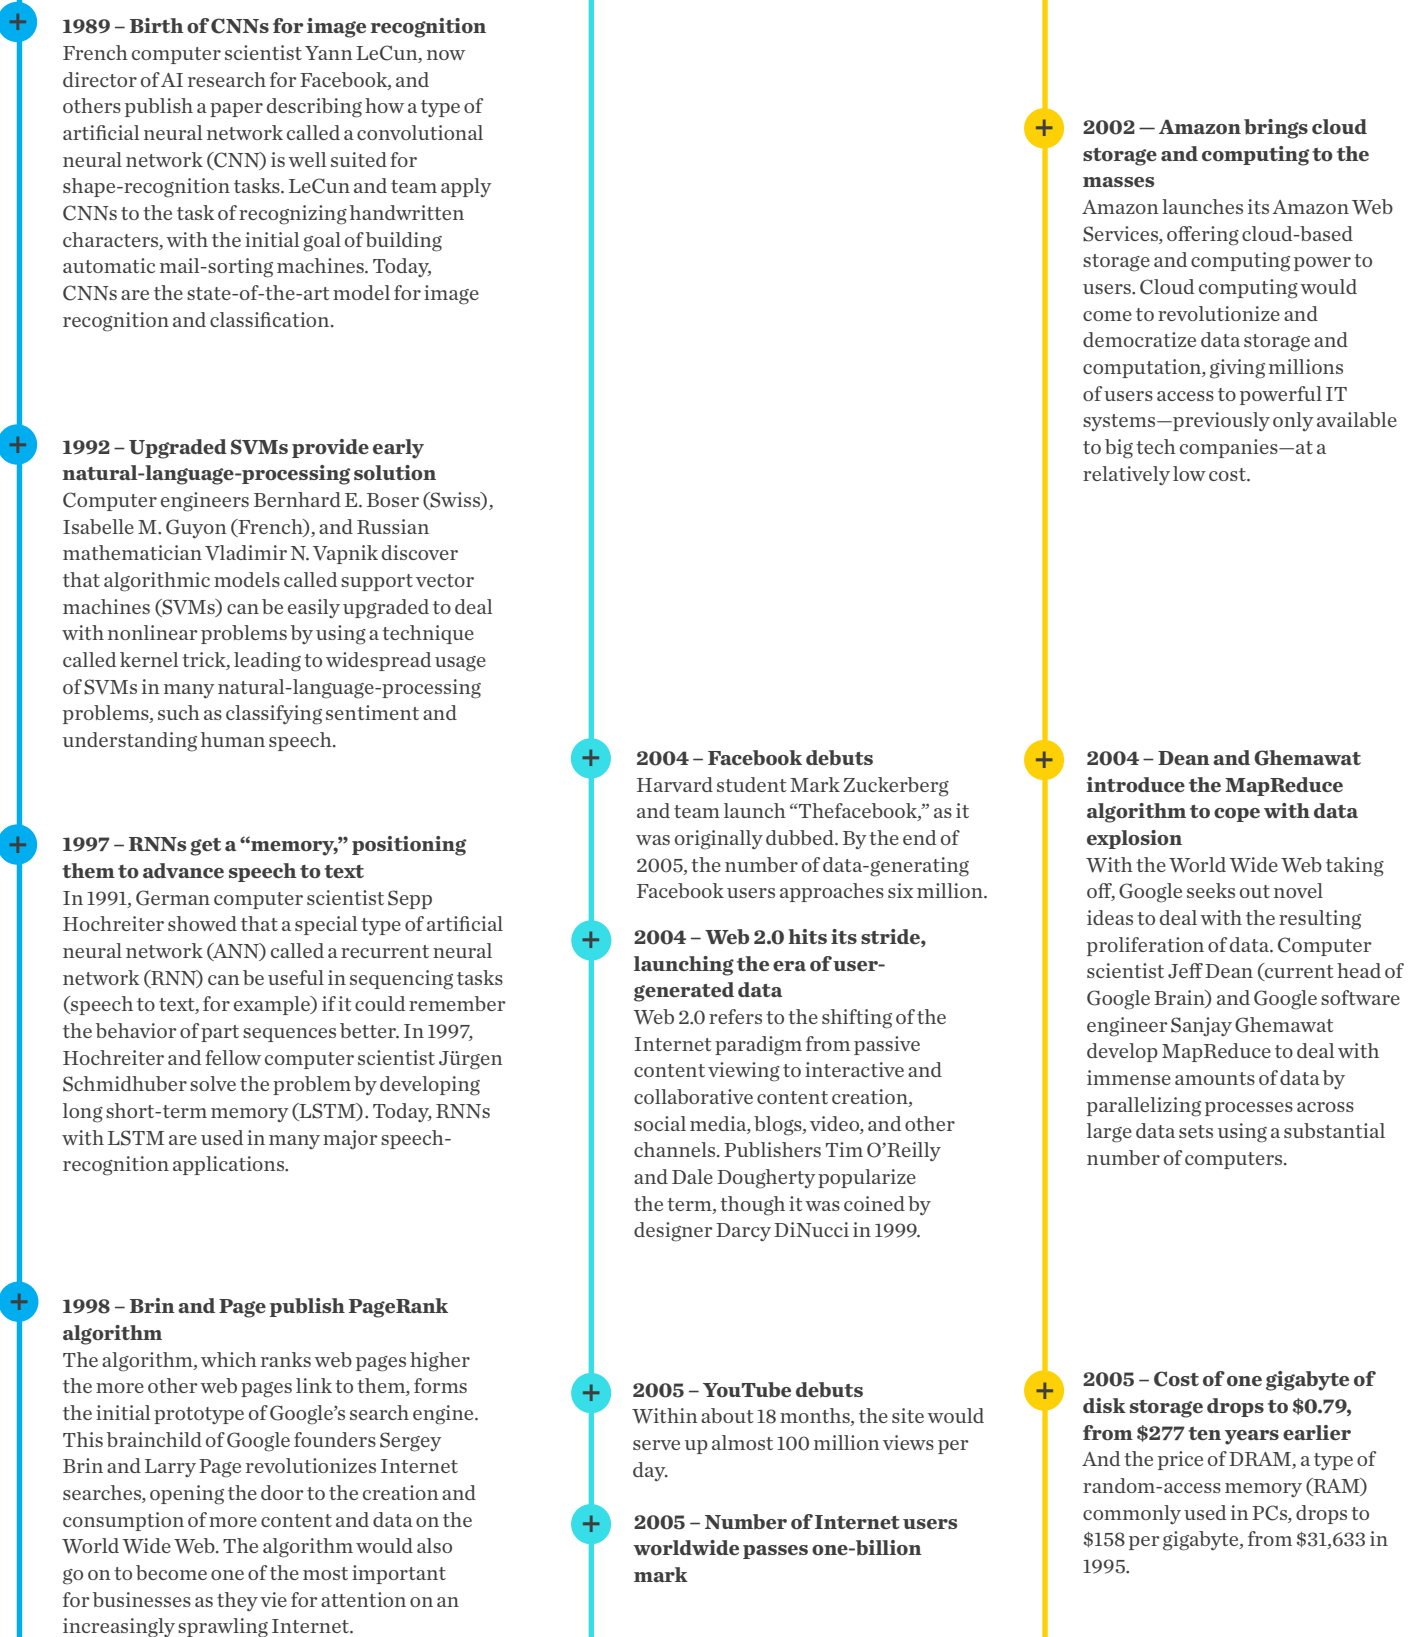 1989 – Birth of CNNs for image recognition
French computer scientist Yann LeCun, now
director of AI research for Facebook, and
others publish a paper describing how a type of
artificial neural network called a convolutional
neural network (CNN) is well suited for
shape-recognition tasks. LeCun and team apply
CNNs to the task of recognizing handwritten
characters, with the initial goal of building
automatic mail-sorting machines. Today,
CNNs are the state-of-the-art model for image
recognition and classification.
1992 – Upgraded SVMs provide early
natural-language-processing solution
Computer engineers Bernhard E. Boser (Swiss),
Isabelle M. Guyon (French), and Russian
mathematician Vladimir N. Vapnik discover
that algorithmic models called support vector
machines (SVMs) can be easily upgraded to deal
with nonlinear problems by using a technique
called kernel trick, leading to widespread usage
of SVMs in many natural-language-processing
problems, such as classifying sentiment and
understanding human speech.
1997 – RNNs get a “memory,” positioning
them to advance speech to text
In 1991, German computer scientist Sepp
Hochreiter showed that a special type of artificial
neural network (ANN) called a recurrent neural
network (RNN) can be useful in sequencing tasks
(speech to text, for example) if it could remember
the behavior of part sequences better. In 1997,
Hochreiter and fellow computer scientist Jürgen
Schmidhuber solve the problem by developing
long short-term memory (LSTM). Today, RNNs
with LSTM are used in many major speech-
recognition applications.
1998 – Brin and Page publish PageRank
algorithm
The algorithm, which ranks web pages higher
the more other web pages link to them, forms
the initial prototype of Google’s search engine.
This brainchild of Google founders Sergey
Brin and Larry Page revolutionizes Internet
searches, opening the door to the creation and
consumption of more content and data on the
World Wide Web. The algorithm would also
go on to become one of the most important
for businesses as they vie for attention on an
increasingly sprawling Internet.
2004 – Facebook debuts
Harvard student Mark Zuckerberg
and team launch “Thefacebook,” as it
was originally dubbed. By the end of
2005, the number of data-generating
Facebook users approaches six million.
2004 – Web 2.0 hits its stride,
launching the era of user-
generated data
Web 2.0 refers to the shifting of the
Internet paradigm from passive
content viewing to interactive and
collaborative content creation,
social media, blogs, video, and other
channels. Publishers Tim O’Reilly
and Dale Dougherty popularize
the term, though it was coined by
designer Darcy DiNucci in 1999.
2005 – YouTube debuts
Within about 18 months, the site would
serve up almost 100 million views per
day.
2005 – Number of Internet users
worldwide passes one-billion
mark
2002 — Amazon brings cloud
storage and computing to the
masses
Amazon launches its Amazon Web
Services, offering cloud-based
storage and computing power to
users. Cloud computing would
come to revolutionize and
democratize data storage and
computation, giving millions
of users access to powerful IT
systems—previously only available
to big tech companies—at a
relatively low cost.
2004 – Dean and Ghemawat
introduce the MapReduce
algorithm to cope with data
explosion
With the World Wide Web taking
off, Google seeks out novel
ideas to deal with the resulting
proliferation of data. Computer
scientist Jeff Dean (current head of
Google Brain) and Google software
engineer Sanjay Ghemawat
develop MapReduce to deal with
immense amounts of data by
parallelizing processes across
large data sets using a substantial
number of computers.
2005 – Cost of one gigabyte of
disk storage drops to $0.79,
from $277 ten years earlier
And the price of DRAM, a type of
random-access memory (RAM)
commonly used in PCs, drops to
$158 per gigabyte, from $31,633 in
1995.